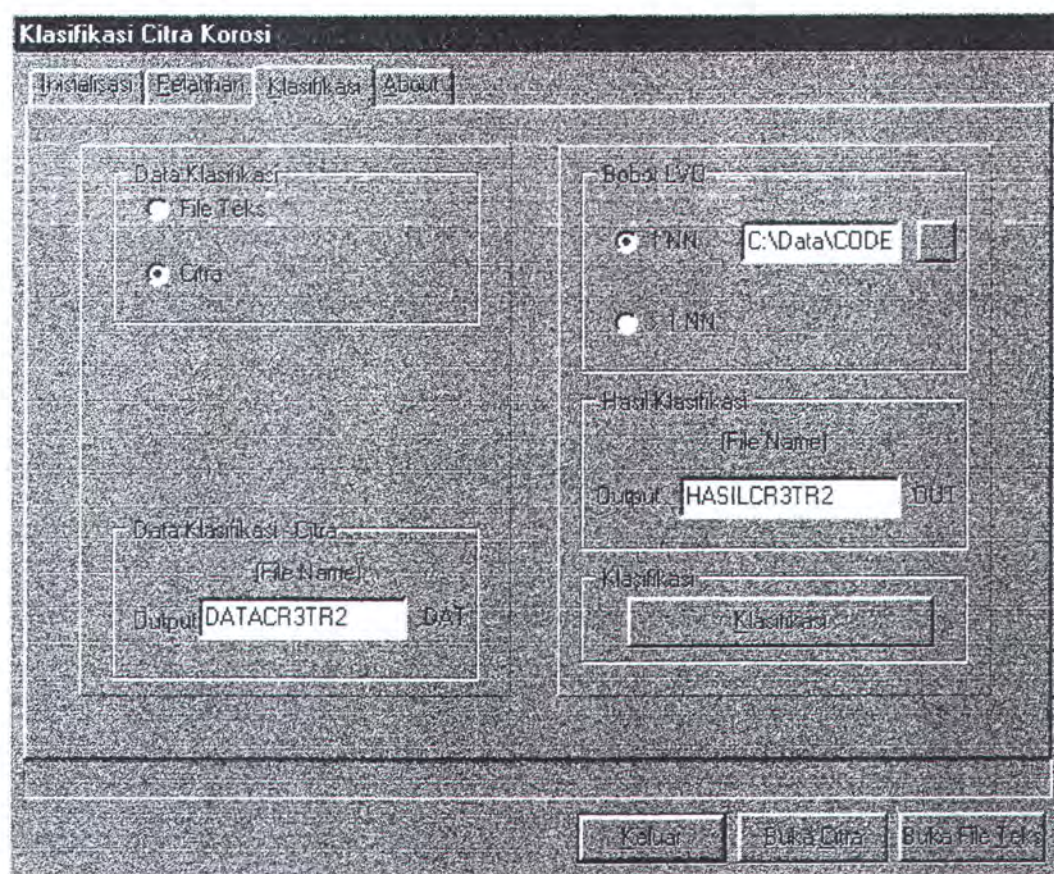 Klasifikasi Citra Korosi
Inisialisasi Pelatihan Klasifikasi About
Data Klasifikasi
File Teks
Citra
Data Klasifikasi - Citra
(File Name)
Output DATACR3TR2 .DAT
Bobot LVQ
1 NN C:\Data\CODE
> 1 NN
Hasil Klasifikasi
(File Name)
Output HASILCR3TR2 .OUT
Klasifikasi
Klasifikasi
Keluar Buka Citra Buka File Teks